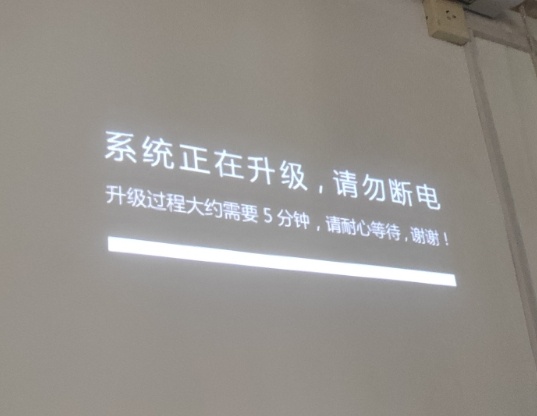 系统正在升级，请勿断电
升级过程大约需要 5 分钟，请耐心等待，谢谢！